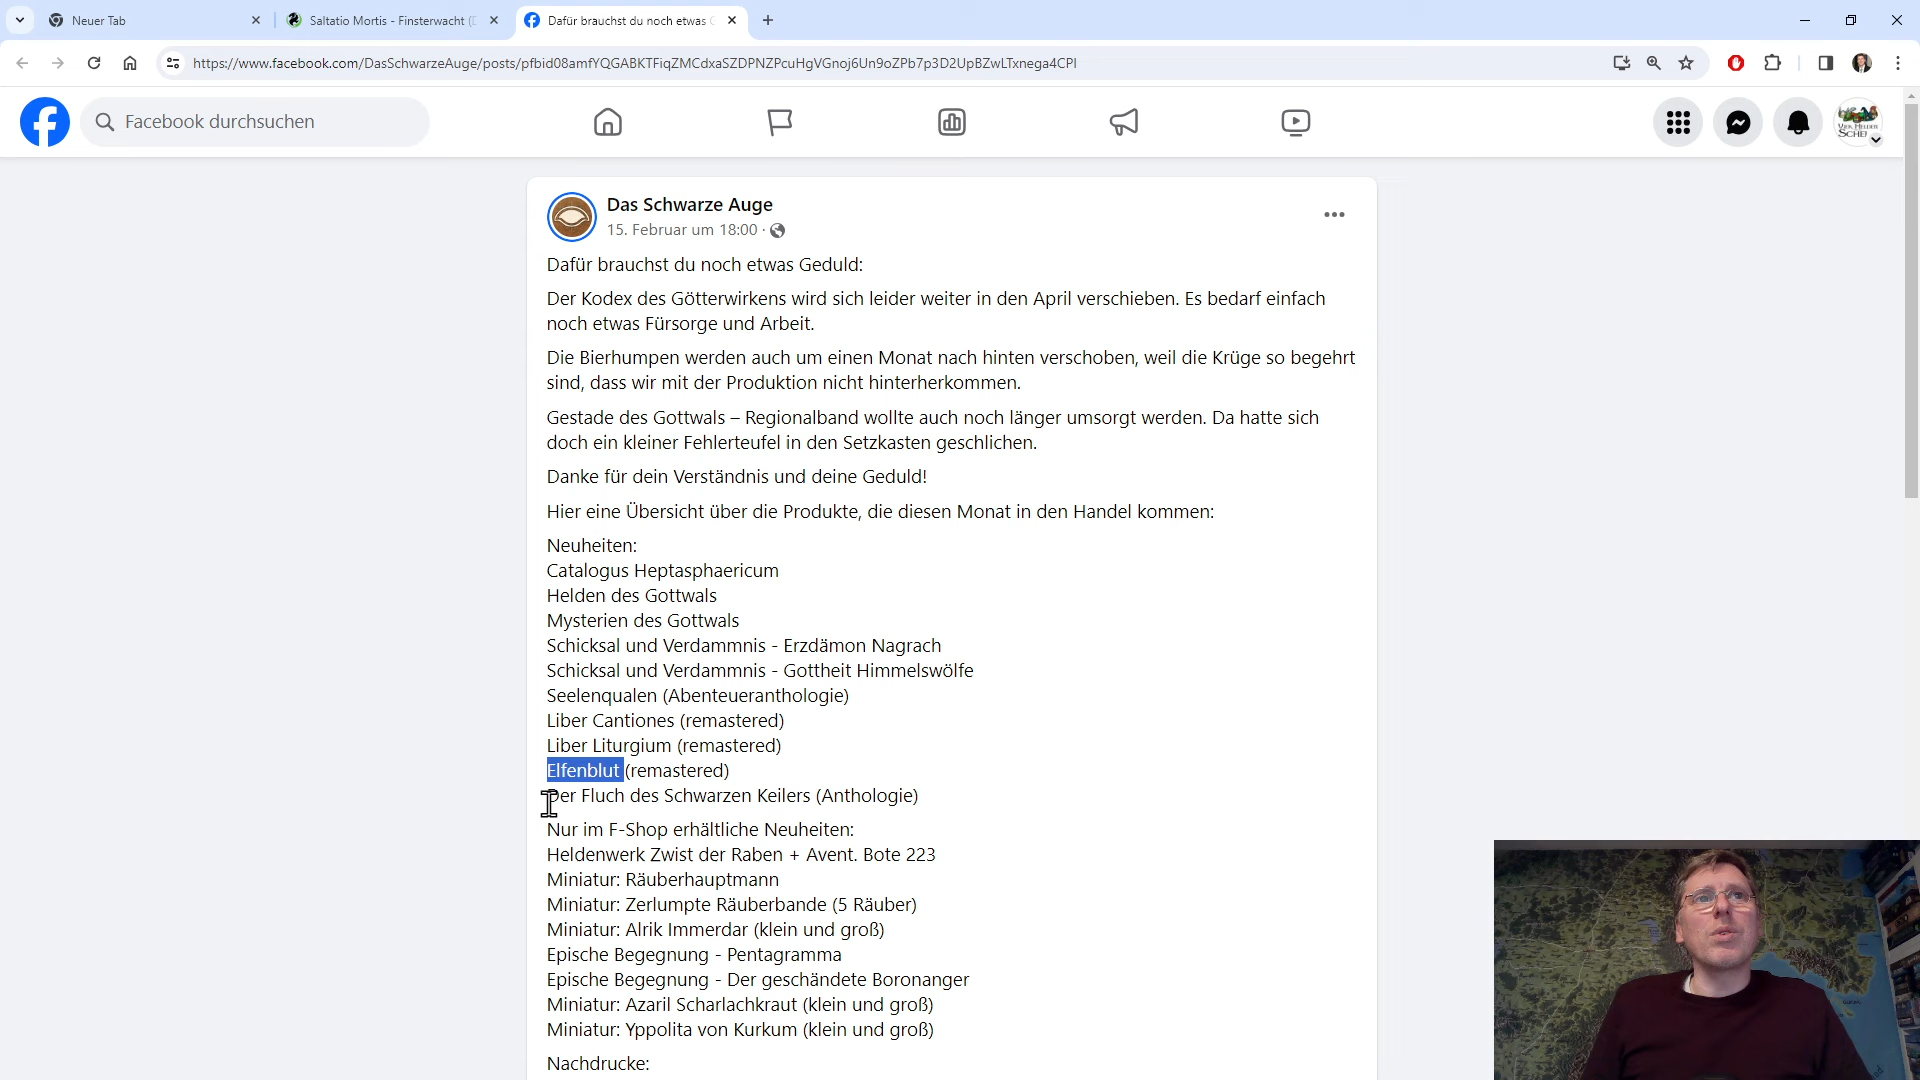 Neuer Tab
Saltatio Mortis - Finsterwacht (
Dafür brauchst du noch etwas
https://www.facebook.com/DasSchwarzeAuge/posts/pfbid08amfYQGABKTFiqZMCdxaSZDPNZPcuHgVGnoj6Un9oZPb7p3D2UpBZwLTxnega4CPl
Facebook durchsuchen
Das Schwarze Auge
15. Februar um 18:00 ·
Dafür brauchst du noch etwas Geduld:
Der Kodex des Götterwirkens wird sich leider weiter in den April verschieben. Es bedarf einfach
noch etwas Fürsorge und Arbeit.
Die Bierhumpen werden auch um einen Monat nach hinten verschoben, weil die Krüge so begehrt
sind, dass wir mit der Produktion nicht hinterherkommen.
Gestade des Gottwals – Regionalband wollte auch noch länger umsorgt werden. Da hatte sich
doch ein kleiner Fehlerteufel in den Setzkasten geschlichen.
Danke für dein Verständnis und deine Geduld!
Hier eine Übersicht über die Produkte, die diesen Monat in den Handel kommen:
Neuheiten:
Catalogus Heptasphaericum
Helden des Gottwals
Mysterien des Gottwals
Schicksal und Verdammnis - Erzdämon Nagrach
Schicksal und Verdammnis - Gottheit Himmelswölfe
Seelenqualen (Abenteueranthologie)
Liber Cantiones (remastered)
Liber Liturgium (remastered)
Elfenblut (remastered)
Der Fluch des Schwarzen Keilers (Anthologie)
Nur im F-Shop erhältliche Neuheiten:
Heldenwerk Zwist der Raben + Avent. Bote 223
Miniatur: Räuberhauptmann
Miniatur: Zerlumpte Räuberbande (5 Räuber)
Miniatur: Alrik Immerdar (klein und groß)
Epische Begegnung - Pentagramma
Epische Begegnung - Der geschändete Boronanger
Miniatur: Azaril Scharlachkraut (klein und groß)
Miniatur: Yppolita von Kurkum (klein und groß)
Nachdrucke: